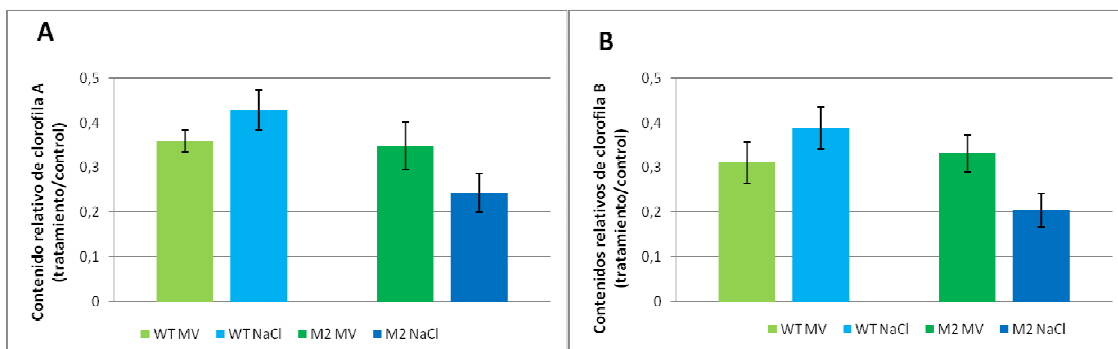 A
Contenido relativo de clorofila A
(tratamiento/control)
0,5
0,4
0,3
0,2
0,1
0
WT MV
WT NaCl
M2 MV
M2 NaCl
B
Contenidos relativos de clorofila B
(tratamiento/control)
0,5
0,4
0,3
0,2
0,1
0
WT MV
WT NaCl
M2 MV
M2 NaCl